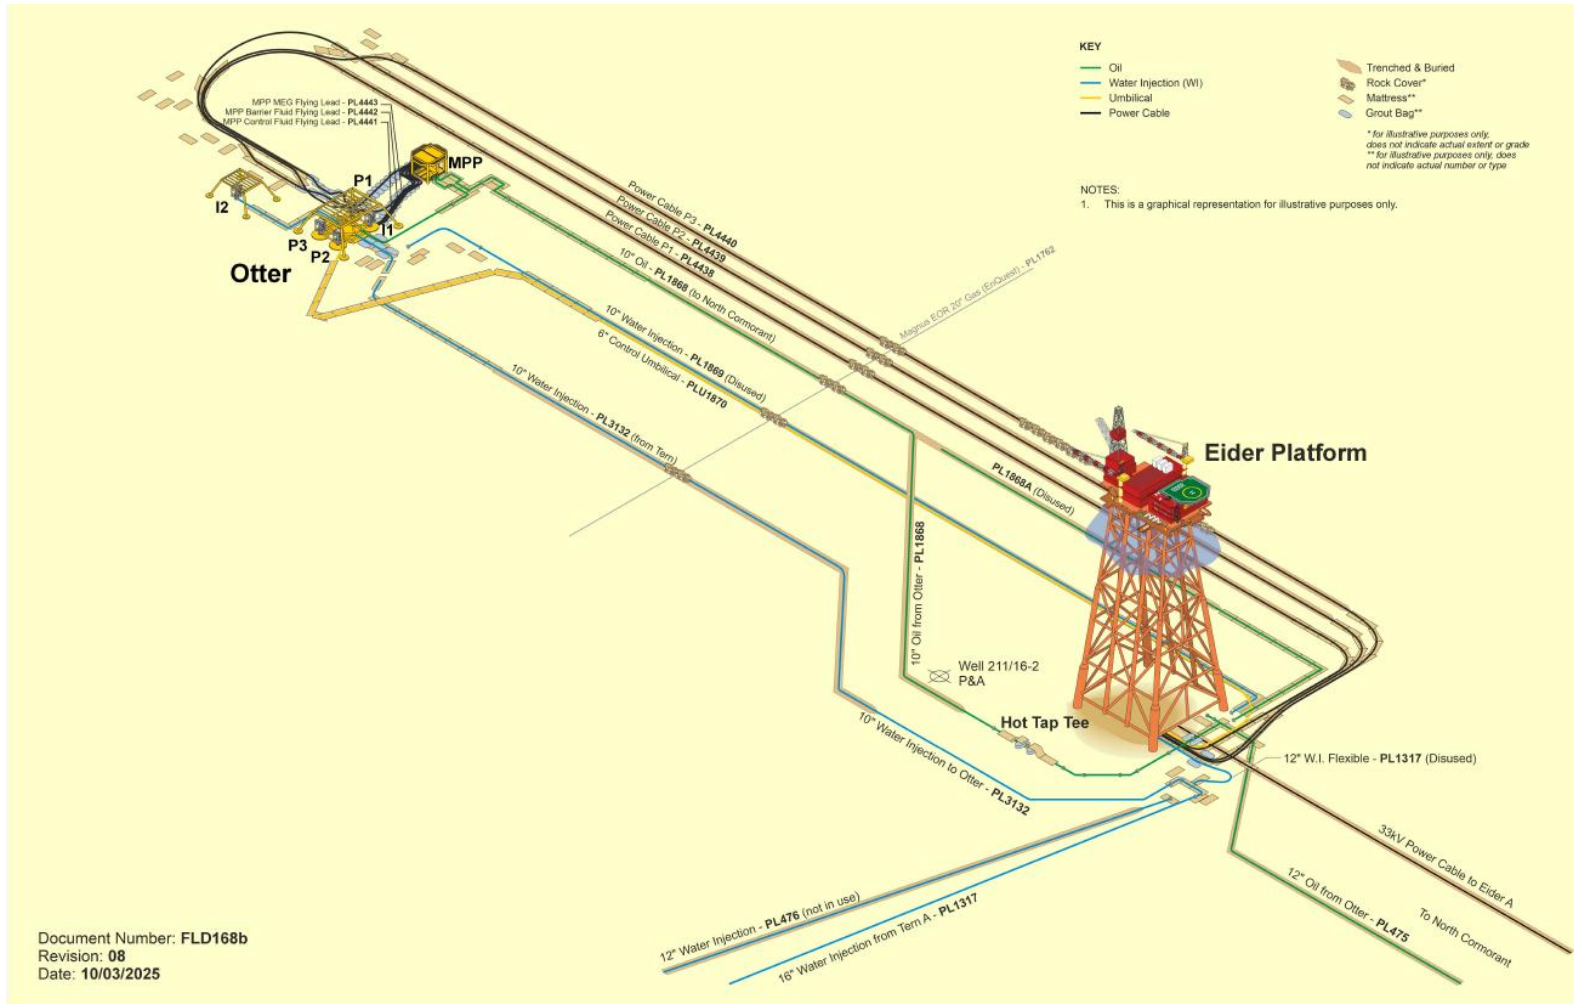 KEY
Oil
Water Injection (WI)
Umbilical
Power Cable
Trenched & Buried
Rock Cover*
Mattress**
Grout Bag**
* for illustrative purposes only,
does not indicate actual extent or grade
** for illustrative purposes only, does
not indicate actual number or type
NOTES:
1. This is a graphical representation for illustrative purposes only.
MPP MEG Flying Lead - PL4443
MPP Barrier Fluid Flying Lead - PL4442
MPP Control Fluid Flying Lead - PL4441
MPP
P1
I2
I1
P3
P2
Otter
Power Cable P3 - PL4440
Power Cable P2 - PL4439
Power Cable P1 - PL4438
10" Oil - PL1868 (to North Cormorant)
Magnus EOR 20" Gas (EnQuest) - PL1762
10" Water Injection - PL1869 (Disused)
6" Control Umbilical - PLU1870
10" Water Injection - PL3132 (from Tern)
Eider Platform
PL1868A (Disused)
10" Oil from Otter - PL1868
Well 211/16-2
P&A
Hot Tap Tee
10" Water Injection to Otter - PL3132
12" W.I. Flexible - PL1317 (Disused)
33kV Power Cable to Eider A
12" Oil from Otter - PL475
To North Cormorant
12" Water Injection - PL476 (not in use)
16" Water Injection from Tern A - PL1317
Document Number: FLD168b
Revision: 08
Date: 10/03/2025